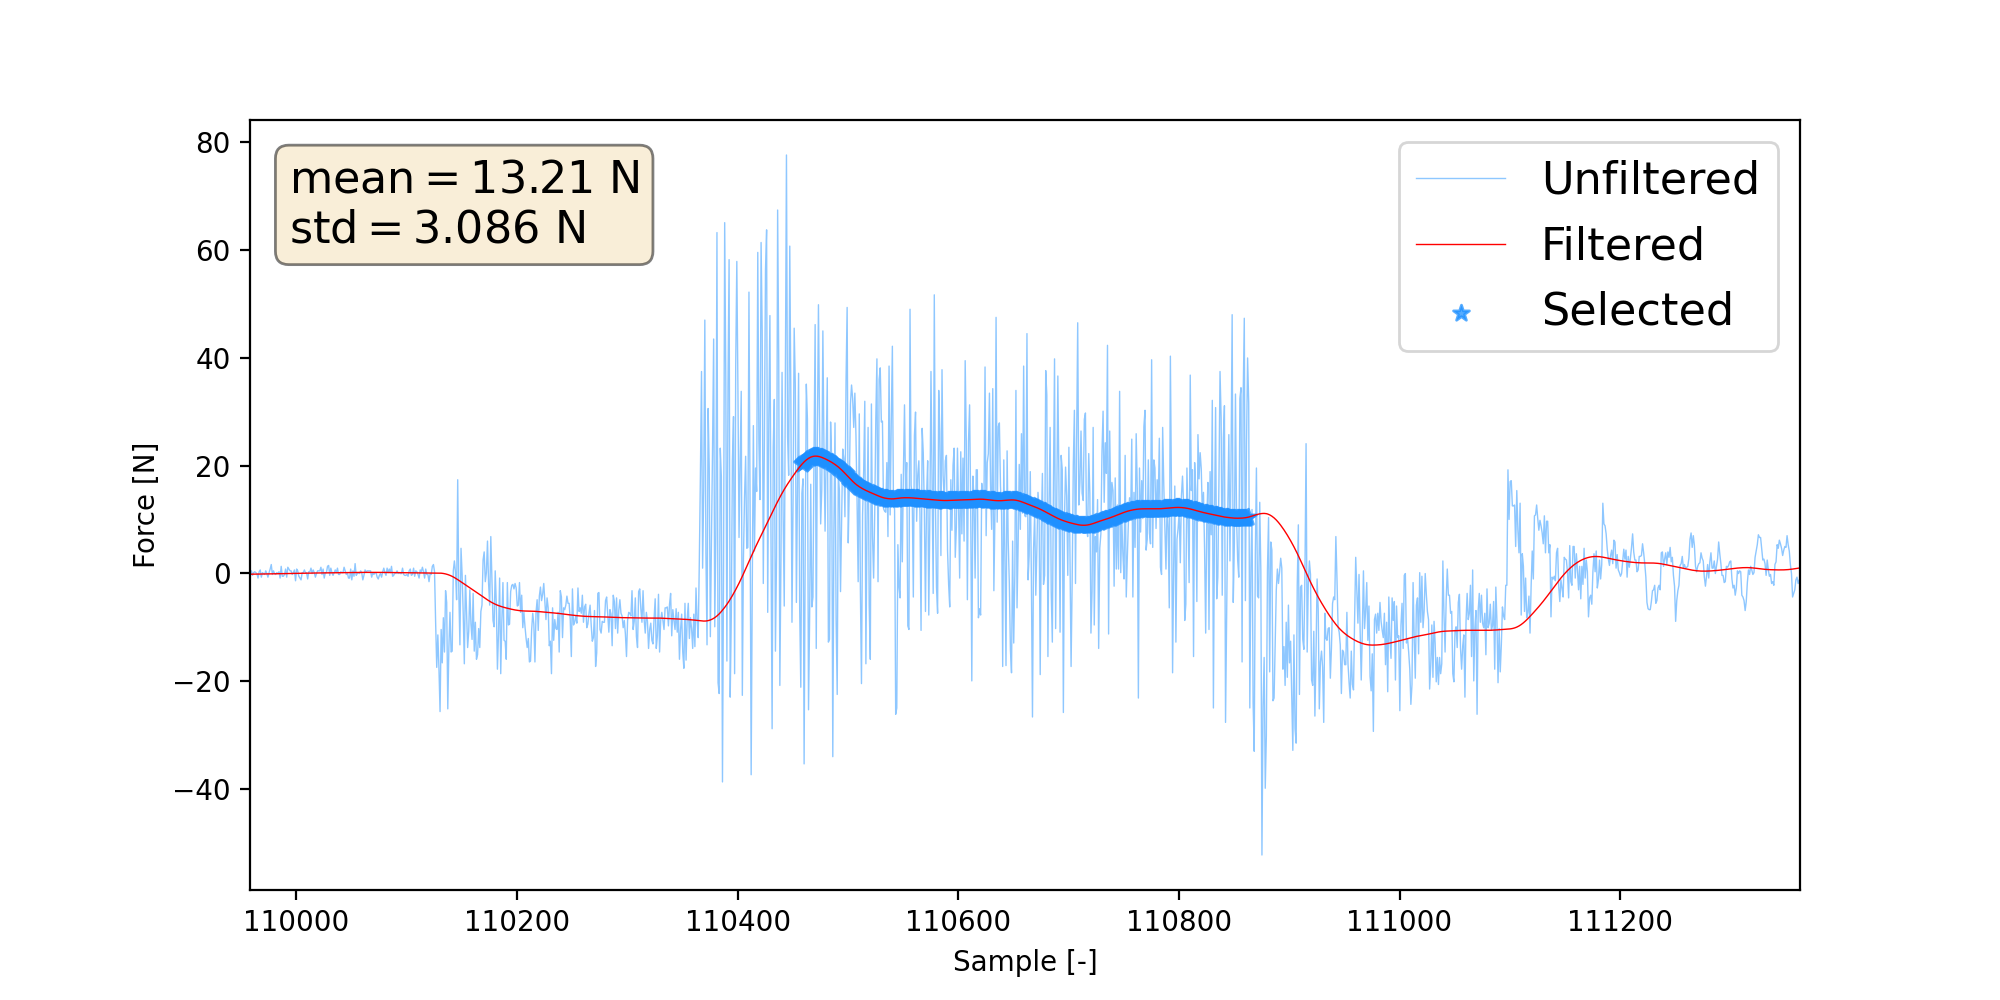 mean = 13.21 N
std = 3.086 N
Unfiltered
Filtered
Selected
80
60
40
20
0
−20
−40
Force [N]
110000 110200 110400 110600 110800 111000 111200
Sample [-]